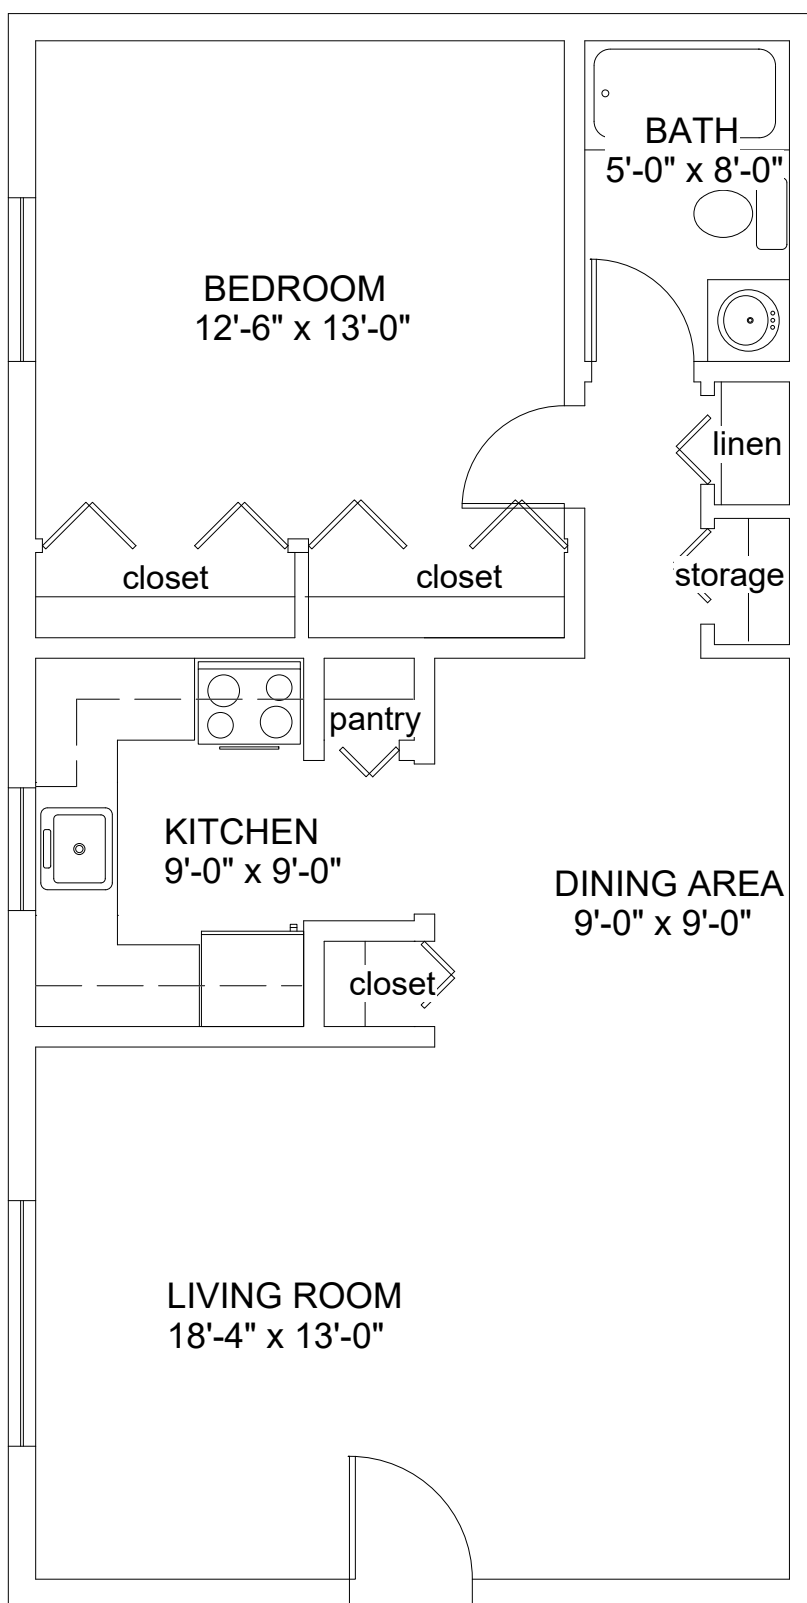 BATH
5'-0" x 8'-0"
BEDROOM
12'-6" x 13'-0"
linen
closet
closet
storage
pantry
KITCHEN
9'-0" x 9'-0"
DINING AREA
9'-0" x 9'-0"
closet
LIVING ROOM
18'-4" x 13'-0"